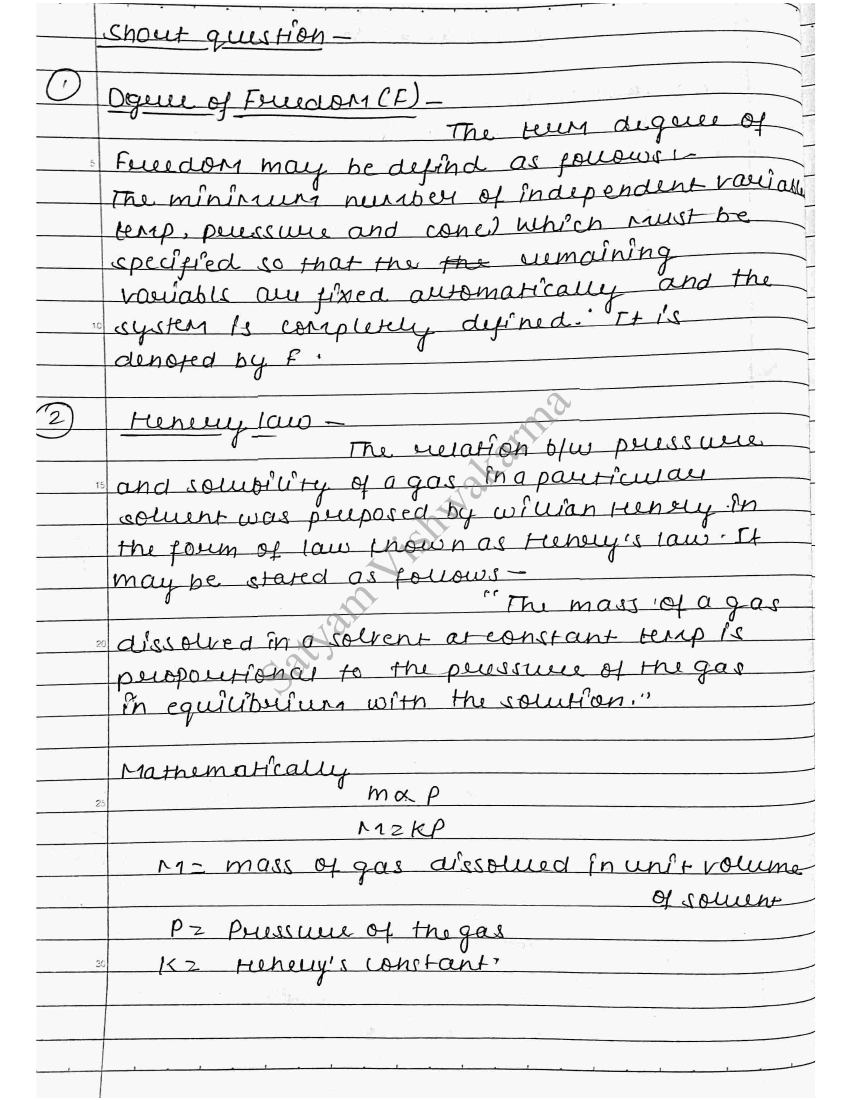 Short question –
1
Dgree of Freedom (F) –
The term degree of
5 Freedom may be defind as follows :-
The minimum number of independent variable
temp, pressure and conc) which must be
specified so that the the remaining
variabls are fixed automatically and the
10 system is completely defined. It is
denoted by F.
2
Henery law –
The relation b/w pressure
15 and solubility of a gas in a particular
solvent was proposed by willian Henery in
the form of law known as Henery's law. It
may be stated as follows –
"The mass of a gas
20 dissolved in a solvent at constant temp is
proportional to the pressure of the gas
in equilibrium with the solution."
Mathematically
25 m ∝ P
M = KP
M = mass of gas dissolved in unit volume
of solvent
P = Pressure of the gas
30 K = Henery's constant
Satyam Vishwakarma